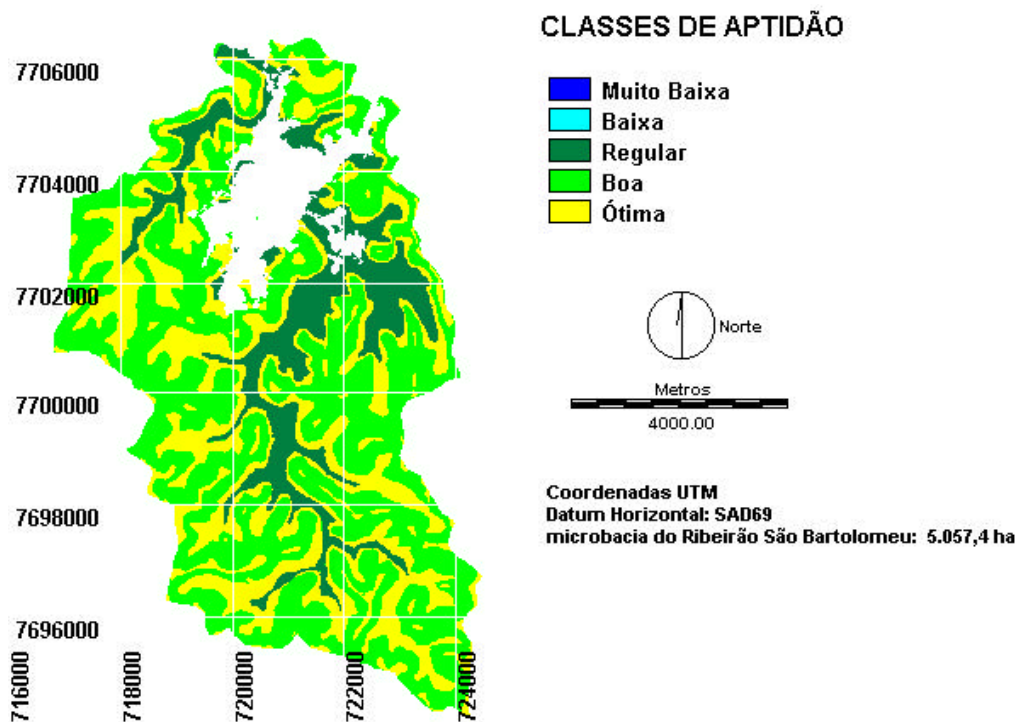 CLASSES DE APTIDÃO
Muito Baixa
Baixa
Regular
Boa
Ótima
7706000
7704000
7702000
7700000
7698000
7696000
716000
718000
720000
722000
724000
Norte
Metros
4000.00
Coordenadas UTM
Datum Horizontal: SAD69
microbacia do Ribeirão São Bartolomeu: 5.057,4 ha